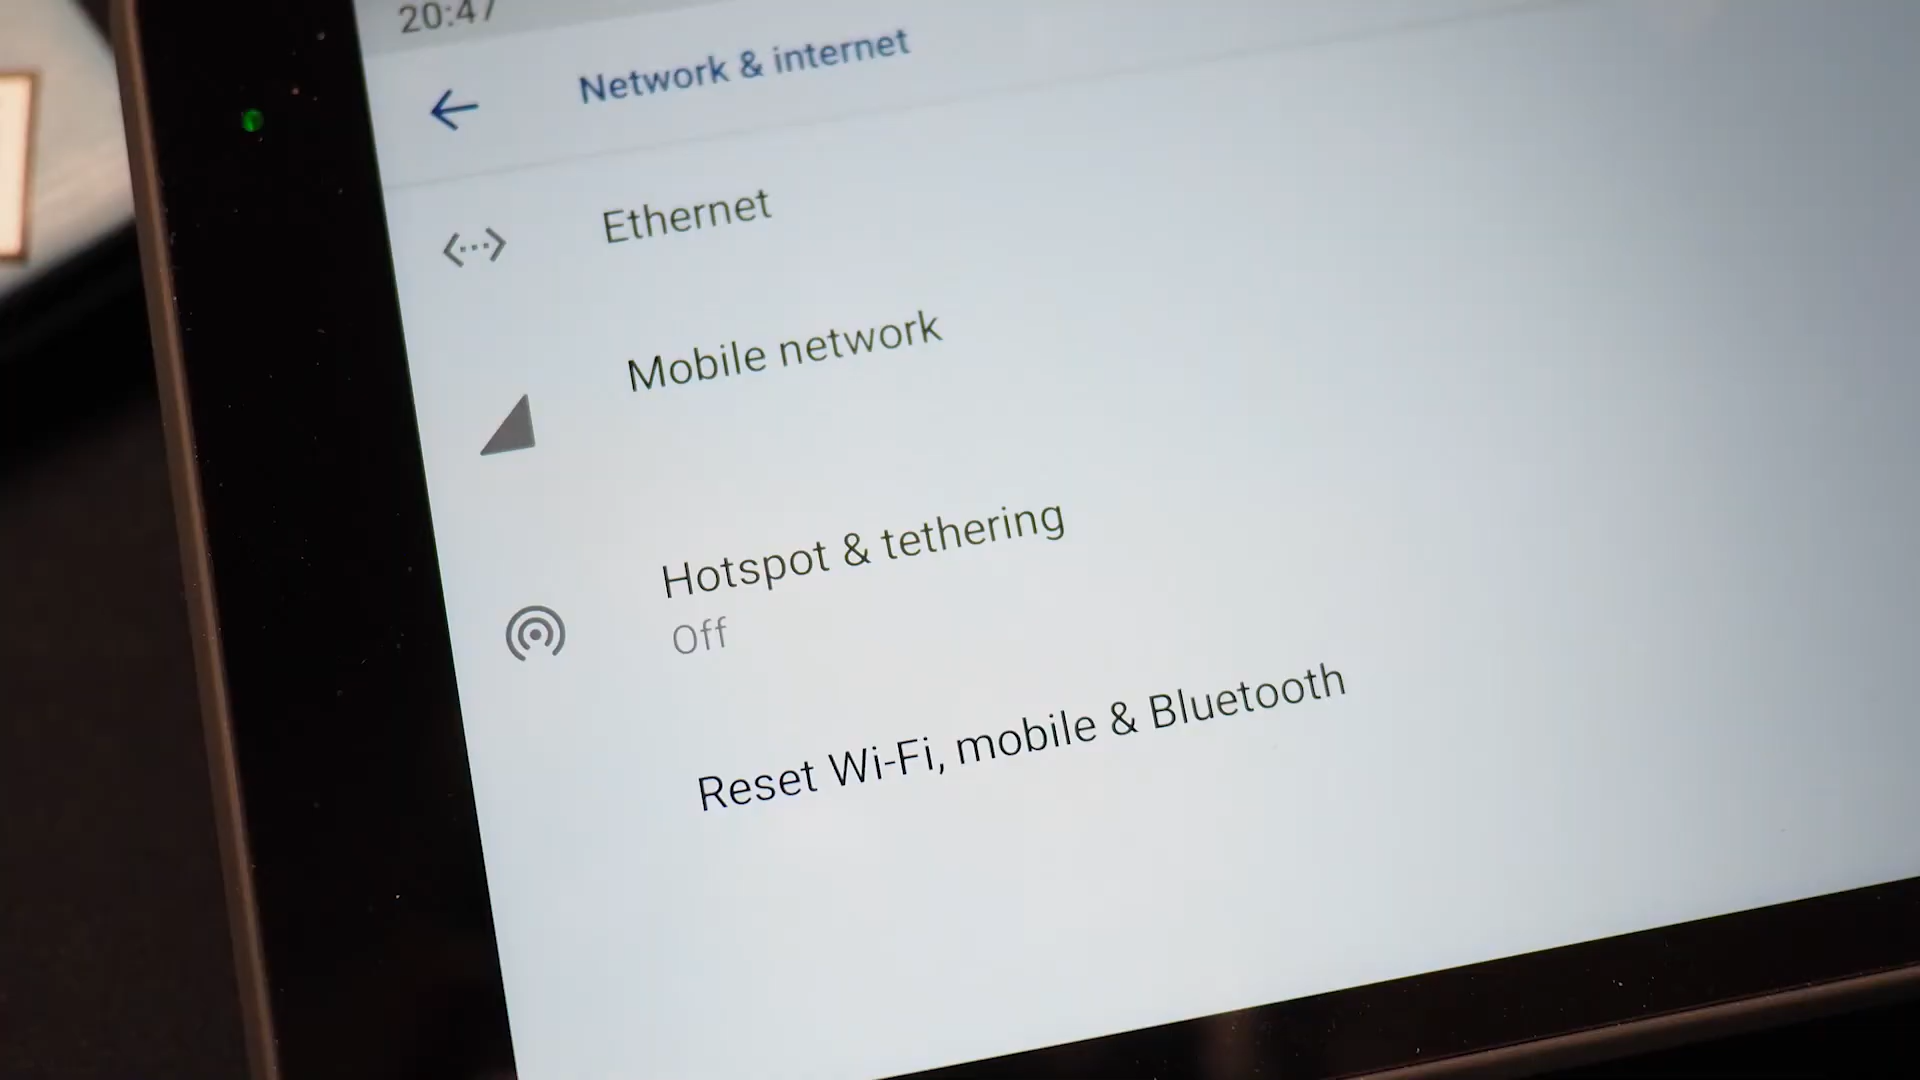 20:47
Network & internet
Ethernet
Mobile network
Hotspot & tethering
Off
Reset Wi-Fi, mobile & Bluetooth